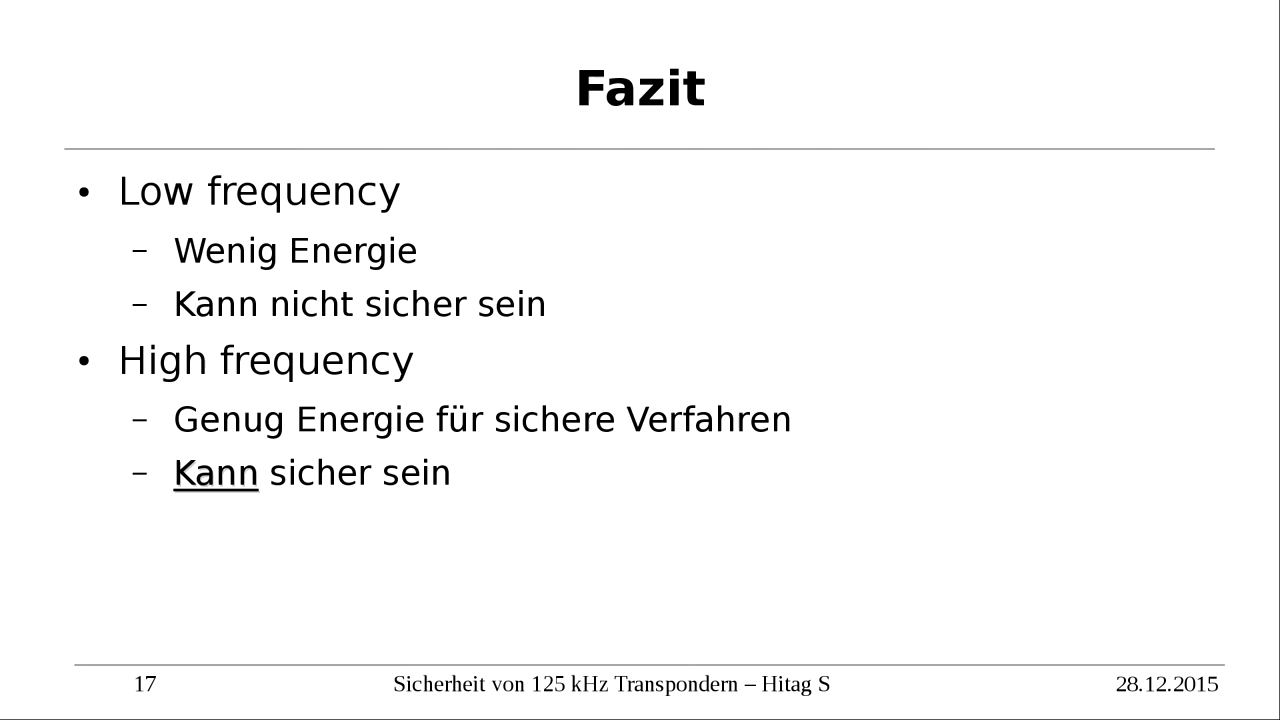 Fazit
• Low frequency
– Wenig Energie
– Kann nicht sicher sein
• High frequency
– Genug Energie für sichere Verfahren
– Kann sicher sein
17 Sicherheit von 125 kHz Transpondern – Hitag S 28.12.2015